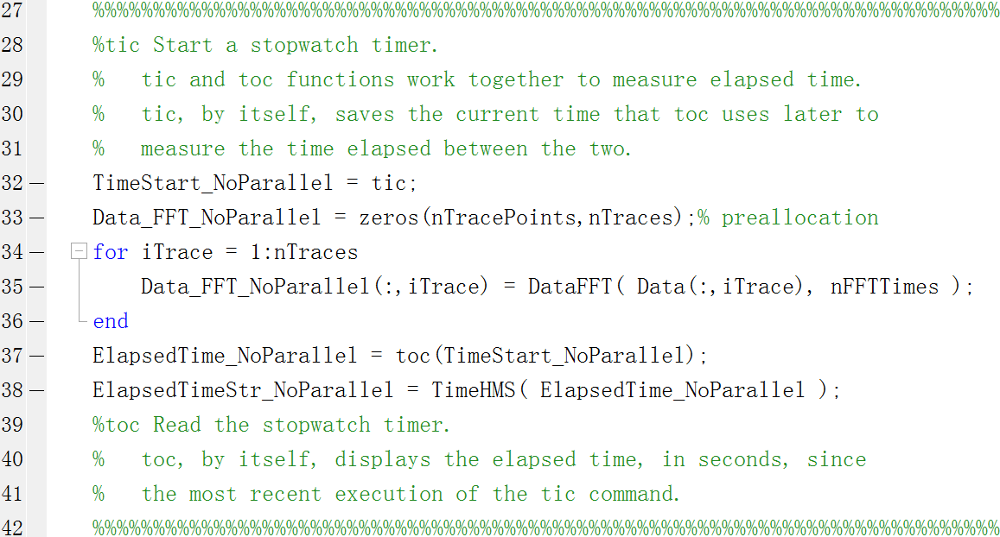 27 %%%%%%%%%%%%%%%%%%%%%%%%%%%%%%%%%%%%%%%%%%%%%%%%%%%%%%%%%%%%%%%%%%%%%%%%%%%%%
28 %tic Start a stopwatch timer.
29 %   tic and toc functions work together to measure elapsed time.
30 %   tic, by itself, saves the current time that toc uses later to
31 %   measure the time elapsed between the two.
32 — TimeStart_NoParallel = tic;
33 — Data_FFT_NoParallel = zeros(nTracePoints,nTraces);% preallocation
34 — for iTrace = 1:nTraces
35 —     Data_FFT_NoParallel(:,iTrace) = DataFFT( Data(:,iTrace), nFFTTimes );
36 — end
37 — ElapsedTime_NoParallel = toc(TimeStart_NoParallel);
38 — ElapsedTimeStr_NoParallel = TimeHMS( ElapsedTime_NoParallel );
39 %toc Read the stopwatch timer.
40 %   toc, by itself, displays the elapsed time, in seconds, since
41 %   the most recent execution of the tic command.
42 %%%%%%%%%%%%%%%%%%%%%%%%%%%%%%%%%%%%%%%%%%%%%%%%%%%%%%%%%%%%%%%%%%%%%%%%%%%%%